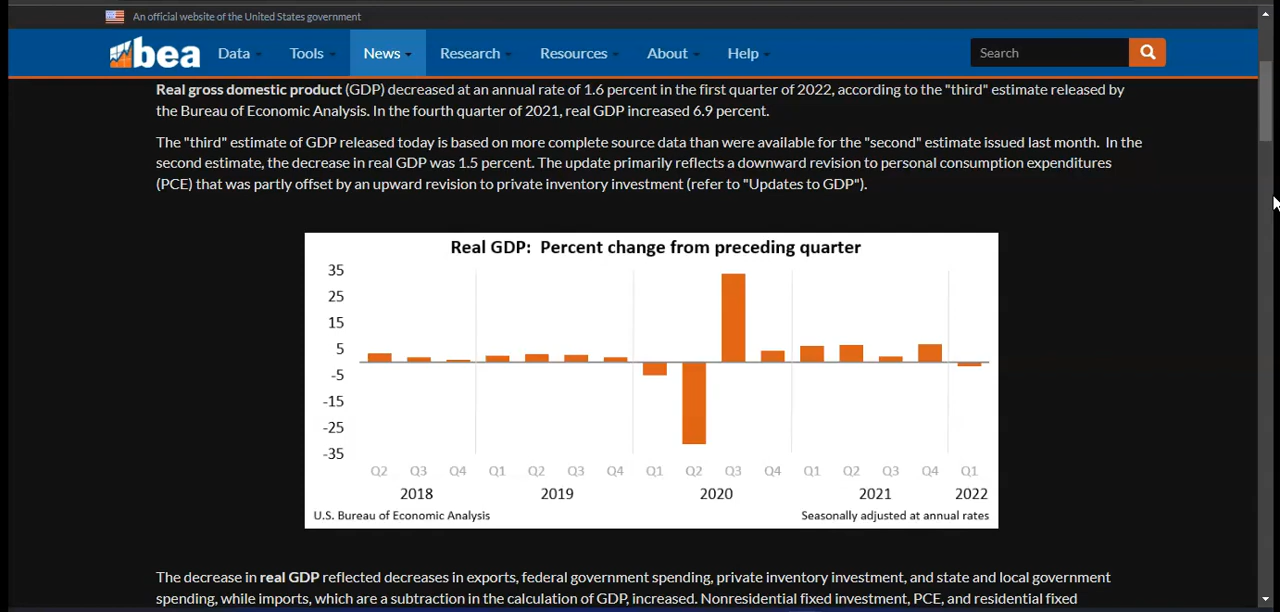 An official website of the United States government
bea Data Tools News Research Resources About Help Search
Real gross domestic product (GDP) decreased at an annual rate of 1.6 percent in the first quarter of 2022, according to the "third" estimate released by
the Bureau of Economic Analysis. In the fourth quarter of 2021, real GDP increased 6.9 percent.
The "third" estimate of GDP released today is based on more complete source data than were available for the "second" estimate issued last month.  In the
second estimate, the decrease in real GDP was 1.5 percent. The update primarily reflects a downward revision to personal consumption expenditures
(PCE) that was partly offset by an upward revision to private inventory investment (refer to "Updates to GDP").
Real GDP:  Percent change from preceding quarter
35
25
15
5
-5
-15
-25
-35
Q2 Q3 Q4 Q1 Q2 Q3 Q4 Q1 Q2 Q3 Q4 Q1 Q2 Q3 Q4 Q1
2018 2019 2020 2021 2022
U.S. Bureau of Economic Analysis Seasonally adjusted at annual rates
The decrease in real GDP reflected decreases in exports, federal government spending, private inventory investment, and state and local government
spending, while imports, which are a subtraction in the calculation of GDP, increased. Nonresidential fixed investment, PCE, and residential fixed